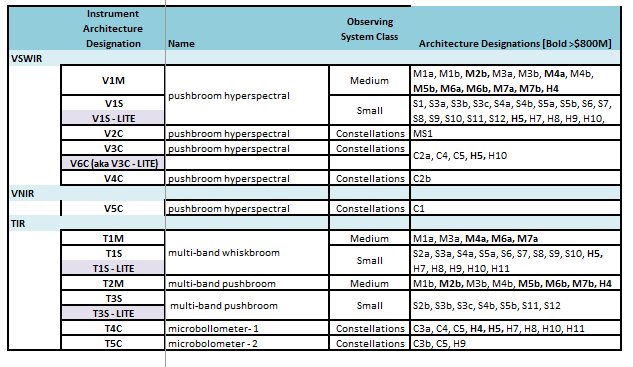 Instrument Architecture Designation Name Observing System Class Architecture Designations [Bold >$800M]
VSWIR
V1M pushbroom hyperspectral Medium M1a, M1b, M2b, M3a, M3b, M4a, M4b,
M5b, M6a, M6b, M7a, M7b, H4
V1S Small S1, S3a, S3b, S3c, S4a, S4b, S5a, S5b, S6, S7,
V1S - LITE S8, S9, S10, S11, S12, H5, H7, H8, H9, H10,
V2C pushbroom hyperspectral Constellations MS1
V3C pushbroom hyperspectral Constellations C2a, C4, C5, H5, H10
V6C (aka V3C - LITE)
V4C pushbroom hyperspectral Constellations C2b
VNIR
V5C pushbroom hyperspectral Constellations C1
TIR
T1M multi-band whiskbroom Medium M1a, M3a, M4a, M6a, M7a
T1S Small S2a, S3a, S4a, S5a, S6, S7, S8, S9, S10, H5,
T1S - LITE H7, H8, H9, H10, H11
T2M multi-band pushbroom Medium M1b, M2b, M3b, M4b, M5b, M6b, M7b, H4
T3S multi-band pushbroom Small S2b, S3b, S3c, S4b, S5b, S11, S12
T3S - LITE
T4C microbollometer - 1 Constellations C3a, C4, C5, H4, H5, H7, H8, H10, H11
T5C microbollometer - 2 Constellations C3b, C5, H9